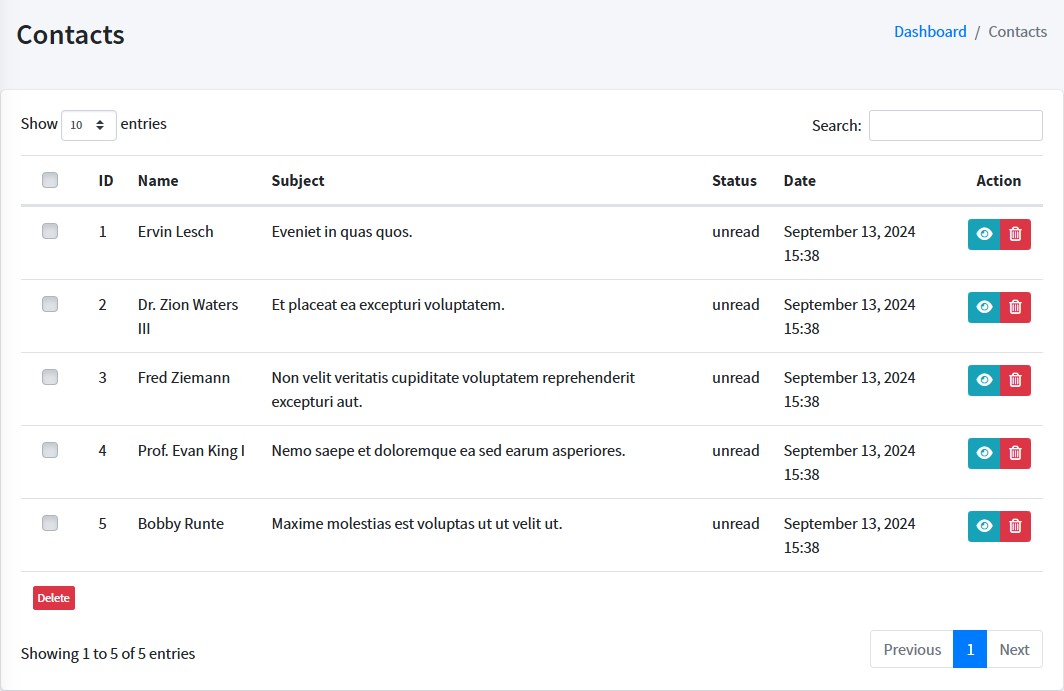 Contacts
Dashboard / Contacts
Show 10 entries
Search:
ID Name Subject Status Date Action
1 Ervin Lesch Eveniet in quas quos. unread September 13, 2024
15:38
2 Dr. Zion Waters Et placeat ea excepturi voluptatem. unread September 13, 2024
III 15:38
3 Fred Ziemann Non velit veritatis cupiditate voluptatem reprehenderit unread September 13, 2024
excepturi aut. 15:38
4 Prof. Evan King I Nemo saepe et doloremque ea sed earum asperiores. unread September 13, 2024
15:38
5 Bobby Runte Maxime molestias est voluptas ut ut velit ut. unread September 13, 2024
15:38
Delete
Showing 1 to 5 of 5 entries
Previous 1 Next